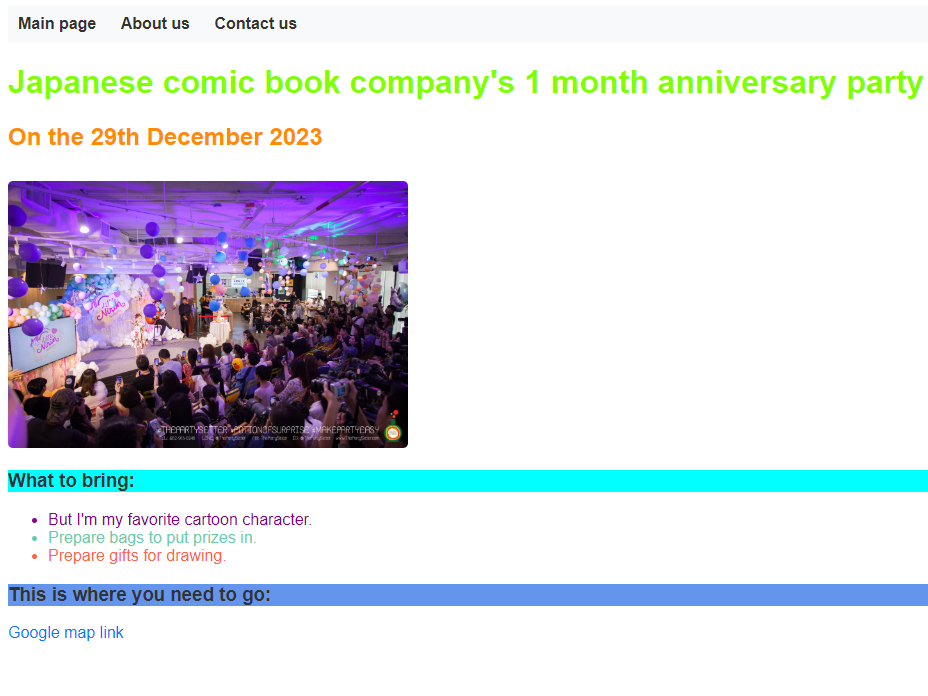 Main page About us Contact us
Japanese comic book company's 1 month anniversary party
On the 29th December 2023
#THEPARTYSETTER #POTIONOFSURPRISE #MAKEPARTYEASY
What to bring:
But I'm my favorite cartoon character.
Prepare bags to put prizes in.
Prepare gifts for drawing.
This is where you need to go:
Google map link